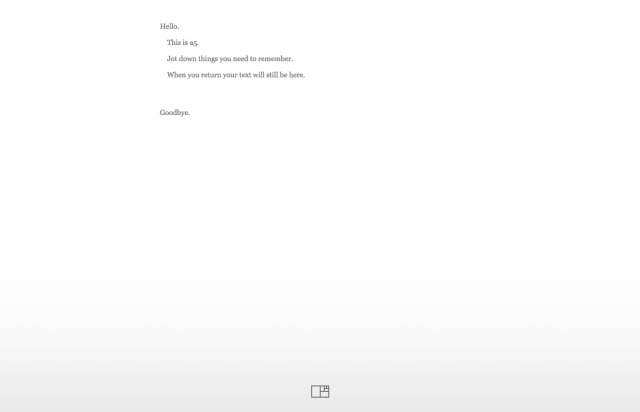 Hello.
This is a5.
Jot down things you need to remember.
When you return your text will still be here.
Goodbye.